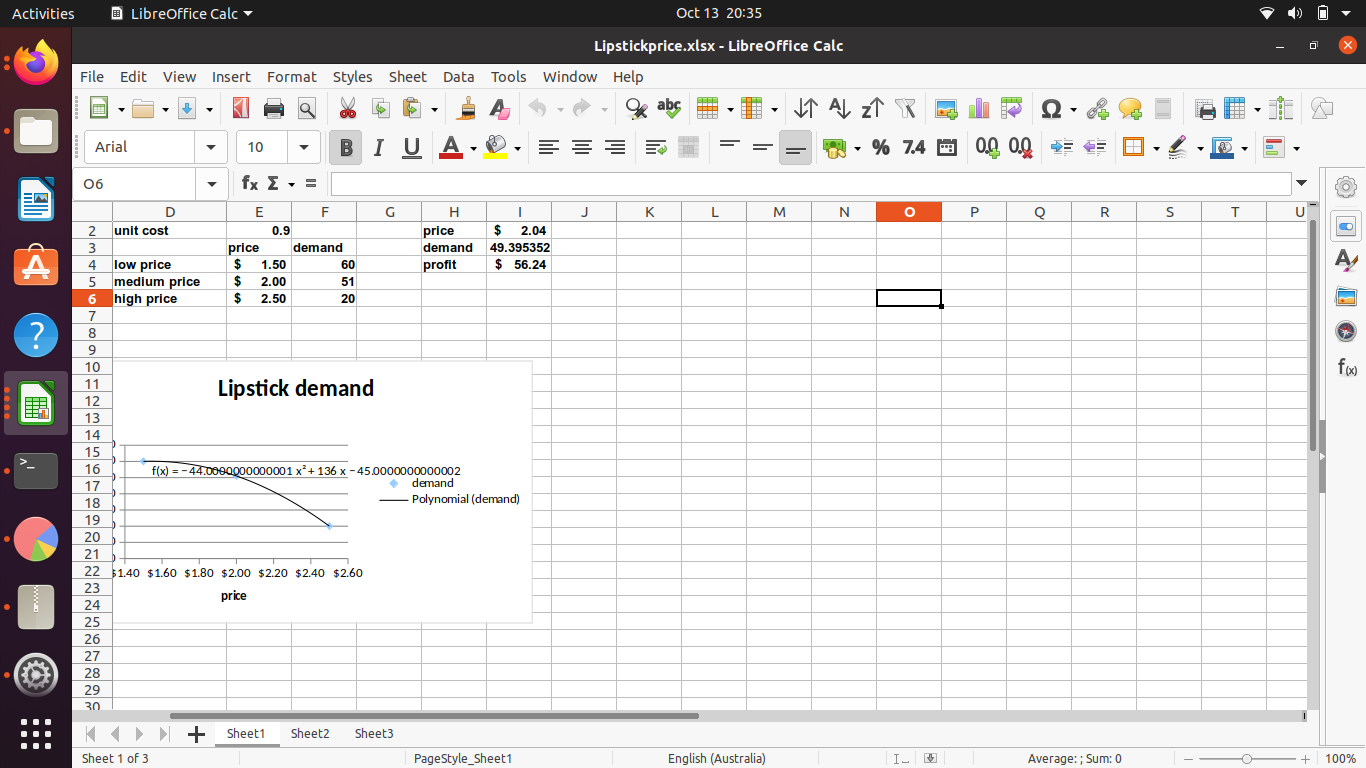 Activities LibreOffice Calc Oct 13 20:35
Lipstickprice.xlsx - LibreOffice Calc
File Edit View Insert Format Styles Sheet Data Tools Window Help
Arial 10
O6
D E F G H I J K L M N O P Q R S T U
2 unit cost 0.9 price $ 2.04
3 price demand demand 49.395352
4 low price $ 1.50 60 profit $ 56.24
5 medium price $ 2.00 51
6 high price $ 2.50 20
7
8
9
10
11 Lipstick demand
12
13
14
15
16 f(x) = −44.0000000000001 x² + 136 x −45.0000000000002
17 demand
18 Polynomial (demand)
19
20
21
22 $1.40 $1.60 $1.80 $2.00 $2.20 $2.40 $2.60
23 price
24
25
26
27
28
29
30
Sheet1 Sheet2 Sheet3
Sheet 1 of 3 PageStyle_Sheet1 English (Australia) Average: ; Sum: 0 100%